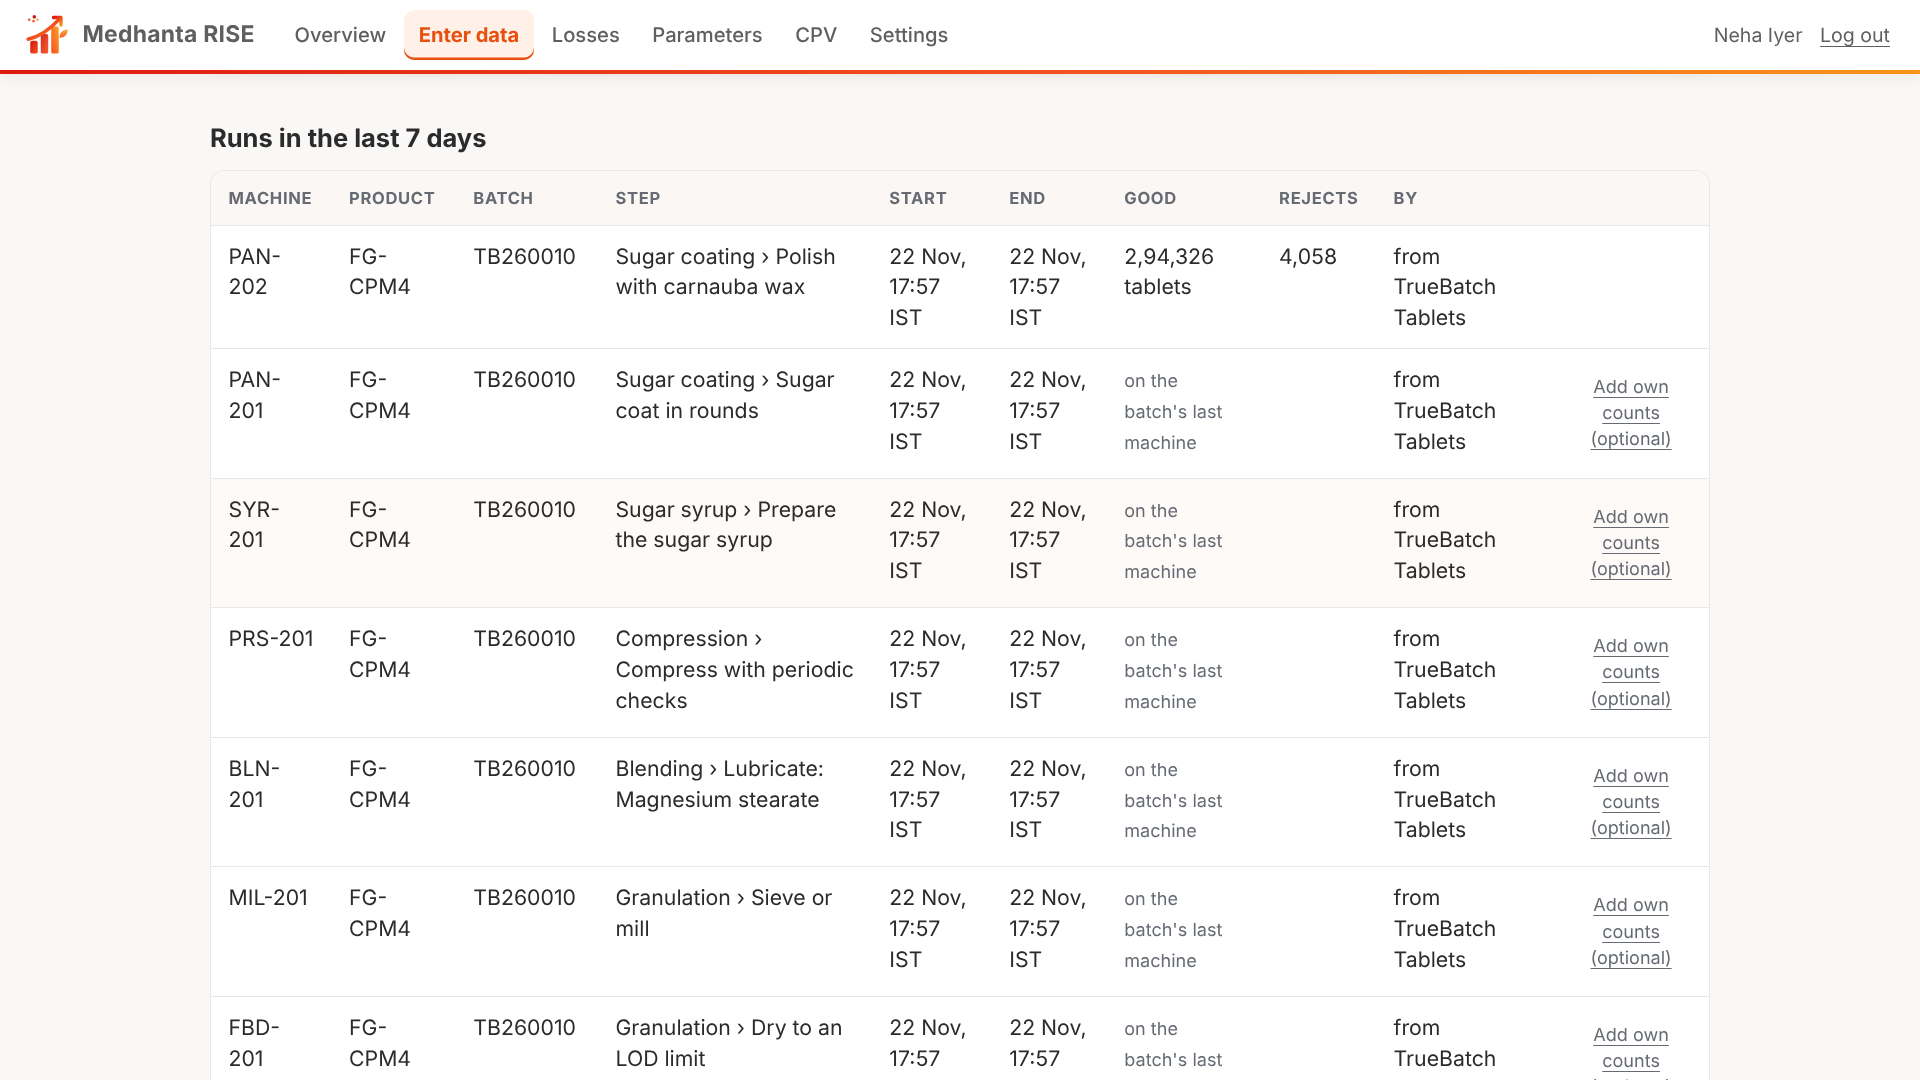 Medhanta RISE Overview Enter data Losses Parameters CPV Settings Neha Iyer Log out
Runs in the last 7 days
MACHINE PRODUCT BATCH STEP START END GOOD REJECTS BY
PAN- FG- TB260010 Sugar coating › Polish 22 Nov, 22 Nov, 2,94,326 4,058 from
202 CPM4 with carnauba wax 17:57 17:57 tablets TrueBatch
IST IST Tablets
PAN- FG- TB260010 Sugar coating › Sugar 22 Nov, 22 Nov, on the from Add own
201 CPM4 coat in rounds 17:57 17:57 batch's last TrueBatch counts
IST IST machine Tablets (optional)
SYR- FG- TB260010 Sugar syrup › Prepare 22 Nov, 22 Nov, on the from Add own
201 CPM4 the sugar syrup 17:57 17:57 batch's last TrueBatch counts
IST IST machine Tablets (optional)
PRS-201 FG- TB260010 Compression › 22 Nov, 22 Nov, on the from Add own
CPM4 Compress with periodic 17:57 17:57 batch's last TrueBatch counts
checks IST IST machine Tablets (optional)
BLN- FG- TB260010 Blending › Lubricate: 22 Nov, 22 Nov, on the from Add own
201 CPM4 Magnesium stearate 17:57 17:57 batch's last TrueBatch counts
IST IST machine Tablets (optional)
MIL-201 FG- TB260010 Granulation › Sieve or 22 Nov, 22 Nov, on the from Add own
CPM4 mill 17:57 17:57 batch's last TrueBatch counts
IST IST machine Tablets (optional)
FBD- FG- TB260010 Granulation › Dry to an 22 Nov, 22 Nov, on the from Add own
201 CPM4 LOD limit 17:57 17:57 batch's last TrueBatch counts